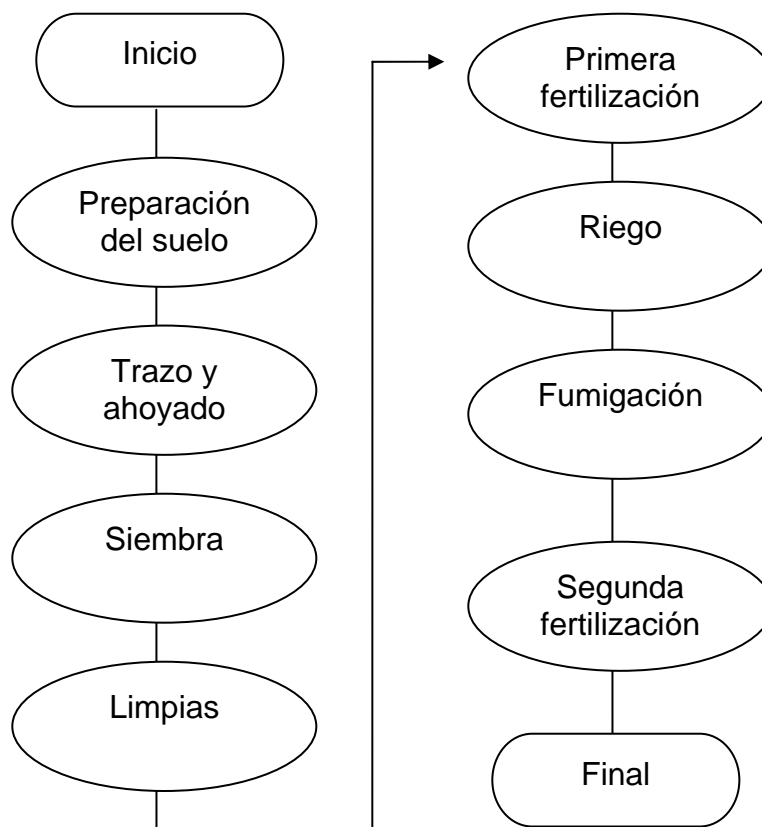 Inicio
Preparación
del suelo
Trazo y
ahoyado
Siembra
Limpias
Primera
fertilización
Riego
Fumigación
Segunda
fertilización
Final